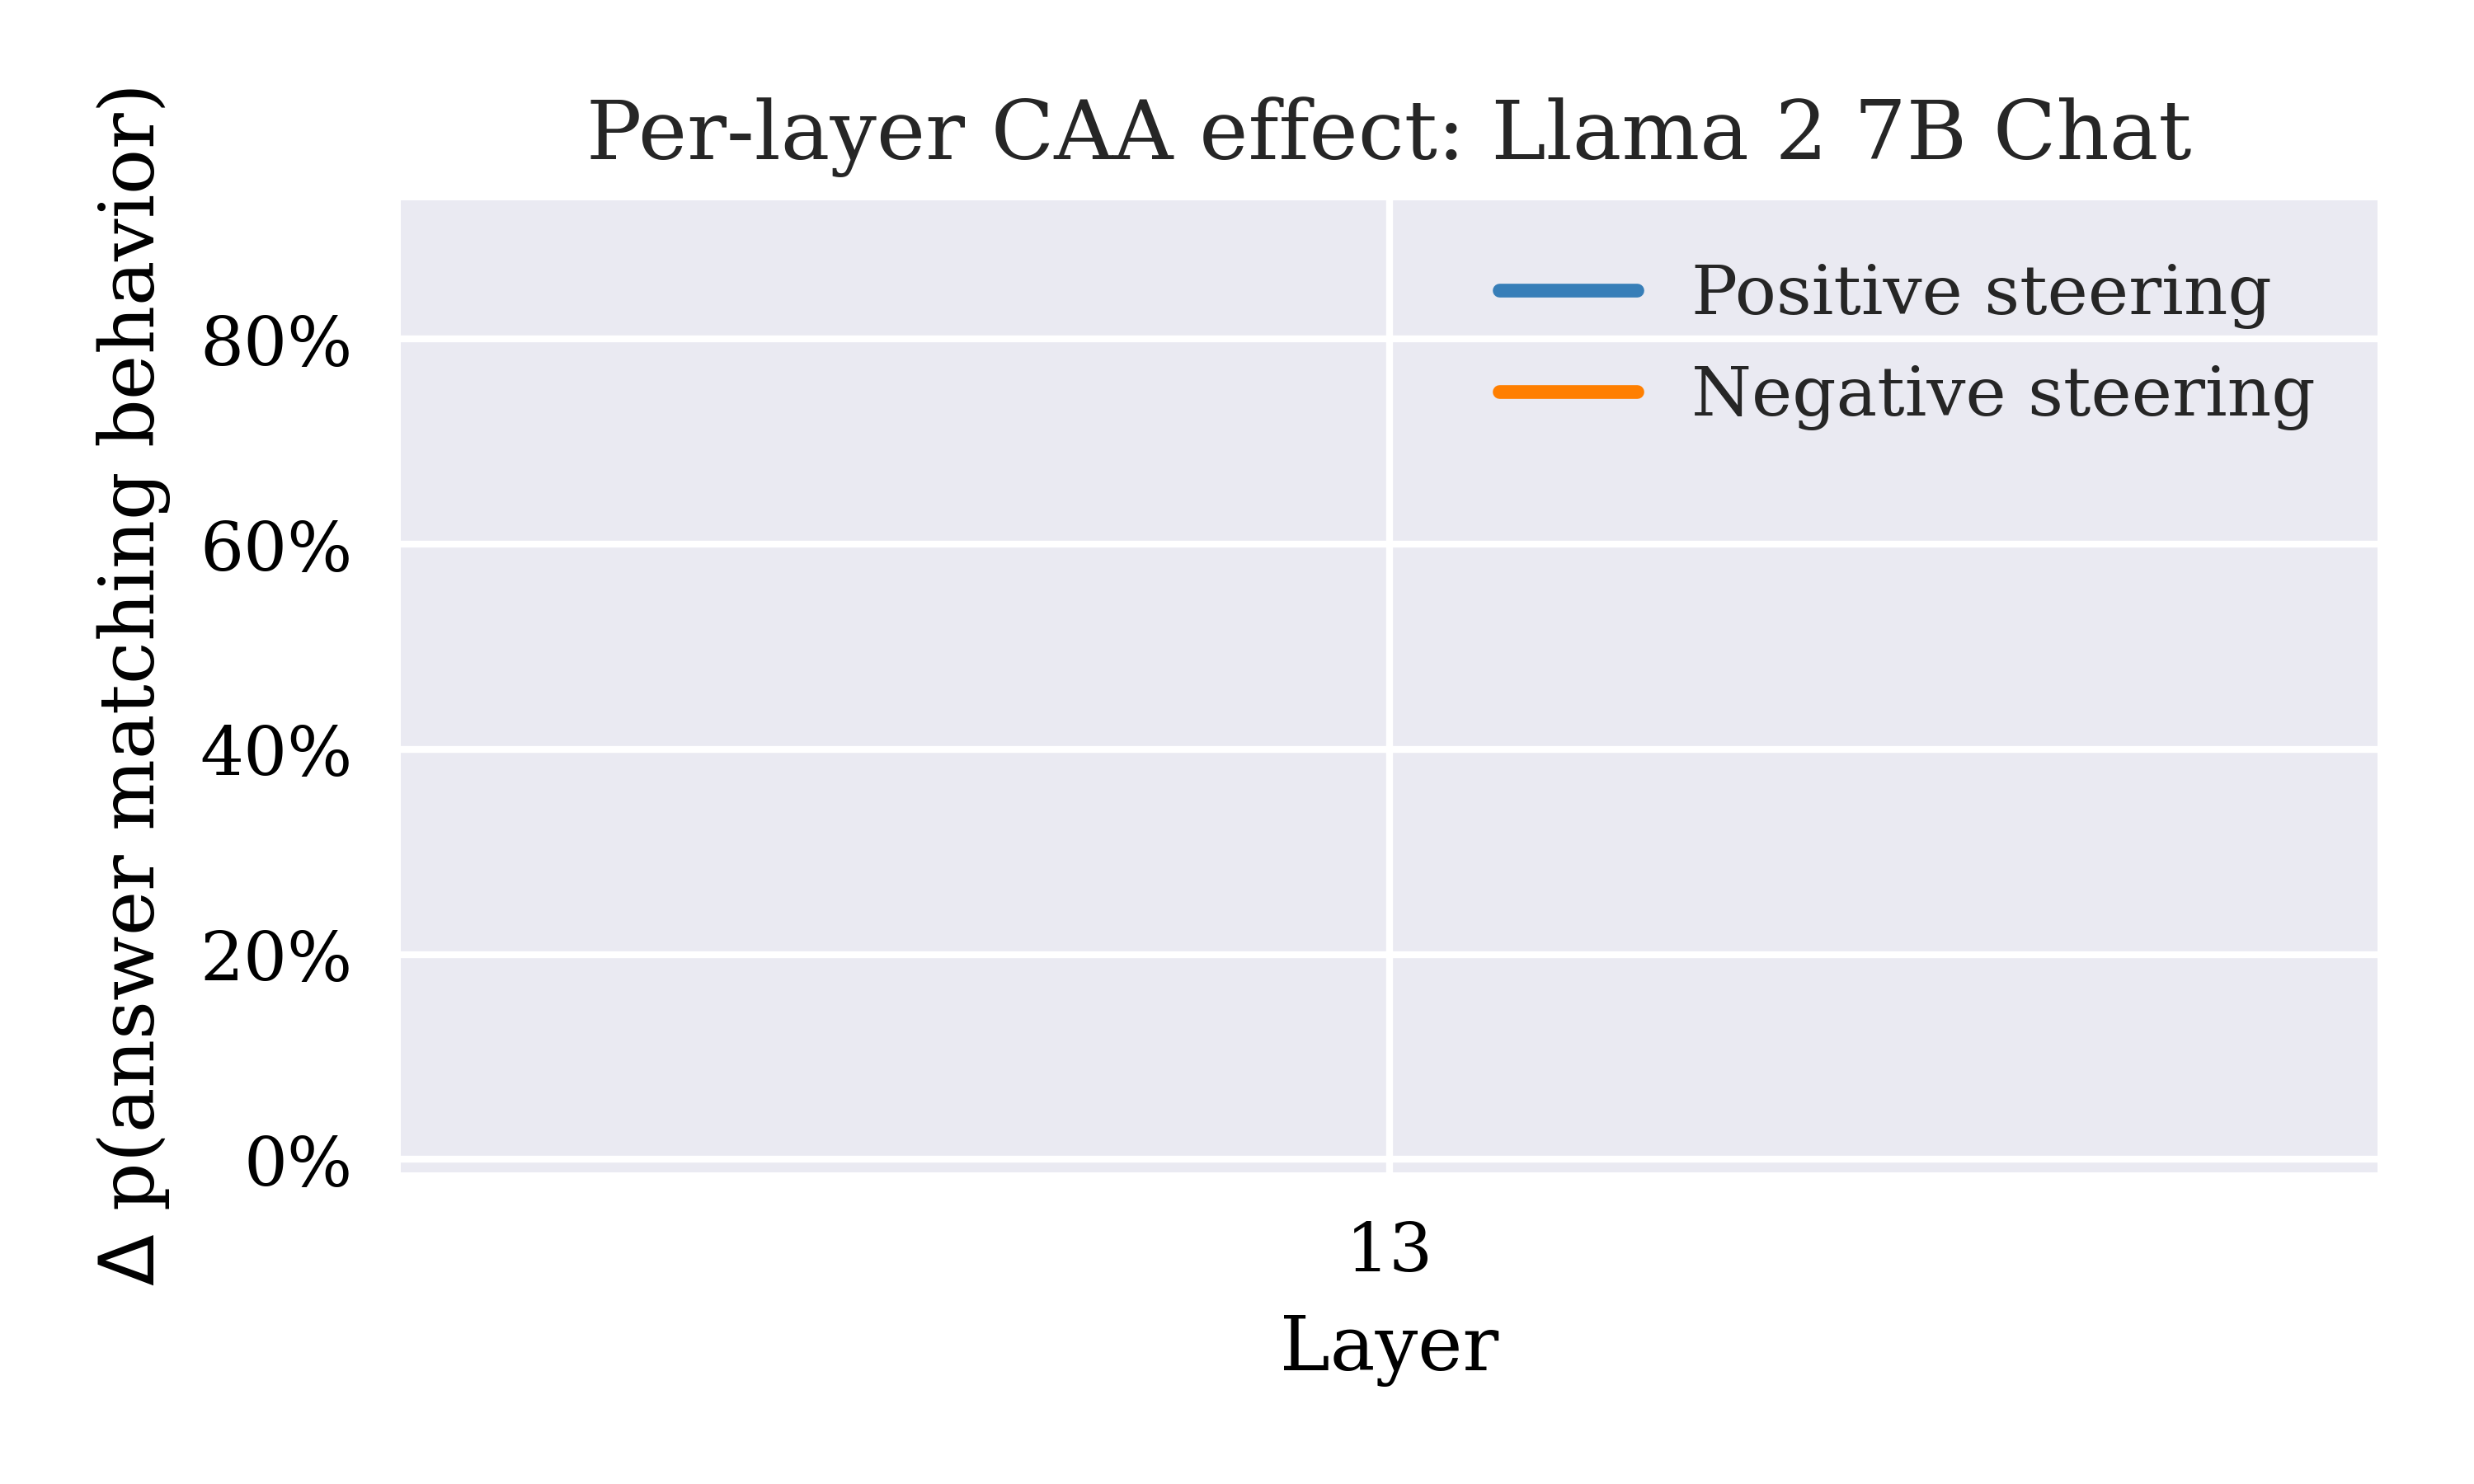 Per-layer CAA effect: Llama 2 7B Chat
Δ p(answer matching behavior)
Positive steering
Negative steering
80%
60%
40%
20%
0%
13
Layer